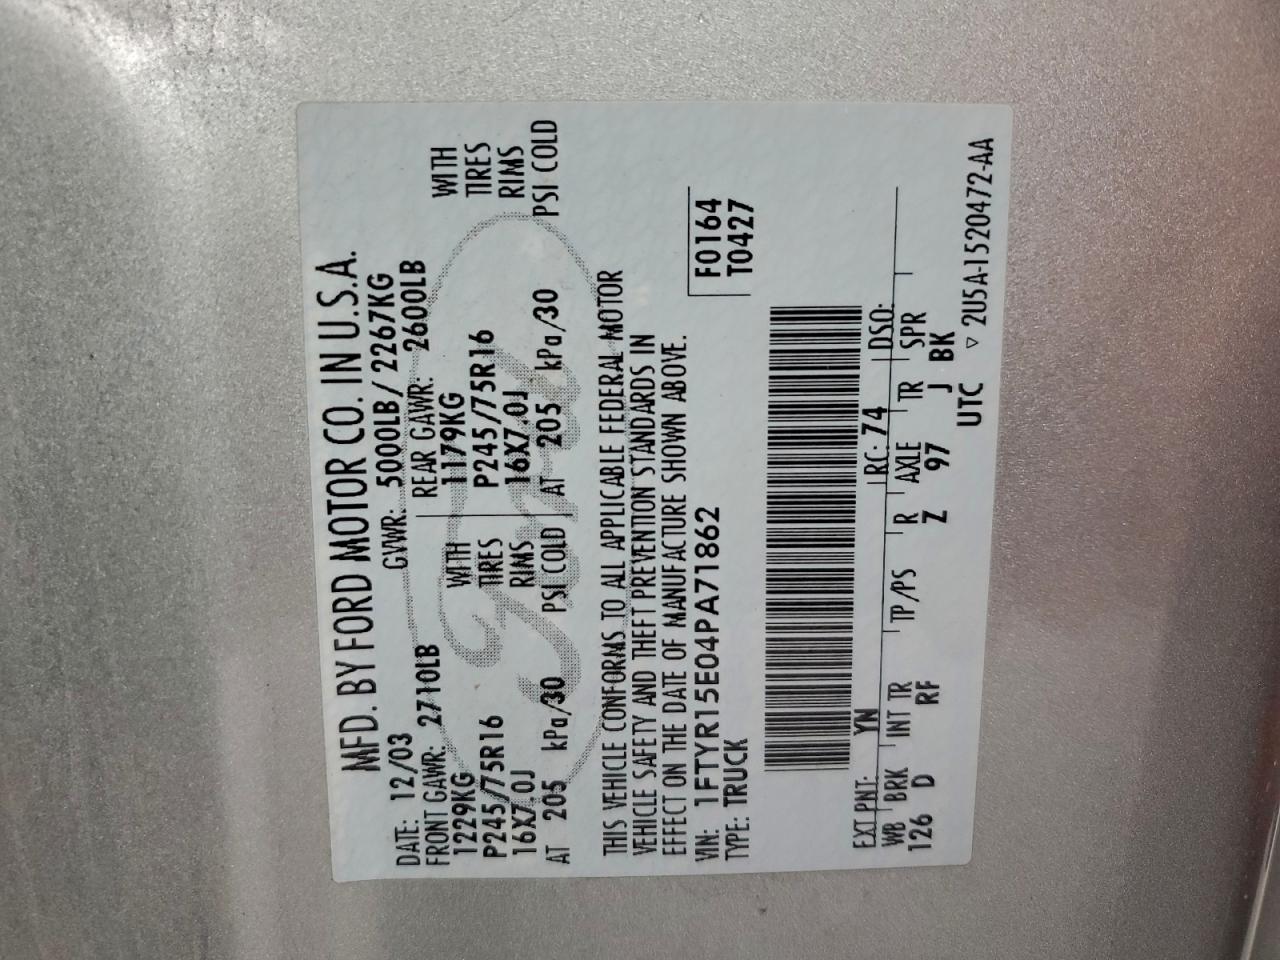 MFD. BY FORD MOTOR CO. IN U.S.A.
DATE: 12/03 GVWR: 5000LB/2267KG
FRONT GAWR: 2710LB REAR GAWR: 2600LB
1229KG WITH 1179KG WITH
P245/75R16 TIRES P245/75R16 TIRES
16X7.0J RIMS 16X7.0J RIMS
AT 205 kPa/30 PSI COLD AT 205 kPa/30 PSI COLD
THIS VEHICLE CONFORMS TO ALL APPLICABLE FEDERAL MOTOR
VEHICLE SAFETY AND THEFT PREVENTION STANDARDS IN
EFFECT ON THE DATE OF MANUFACTURE SHOWN ABOVE.
VIN: 1FTYR15E04PA71862 F0164
TYPE: TRUCK T0427
EXT PNT: YN RC: 74 DSO:
WB BRK INT TR TP/PS R AXLE TR SPR
126 D RF Z 97 J BK
UTC ▽ 2U5A-1520472-AA
Ford